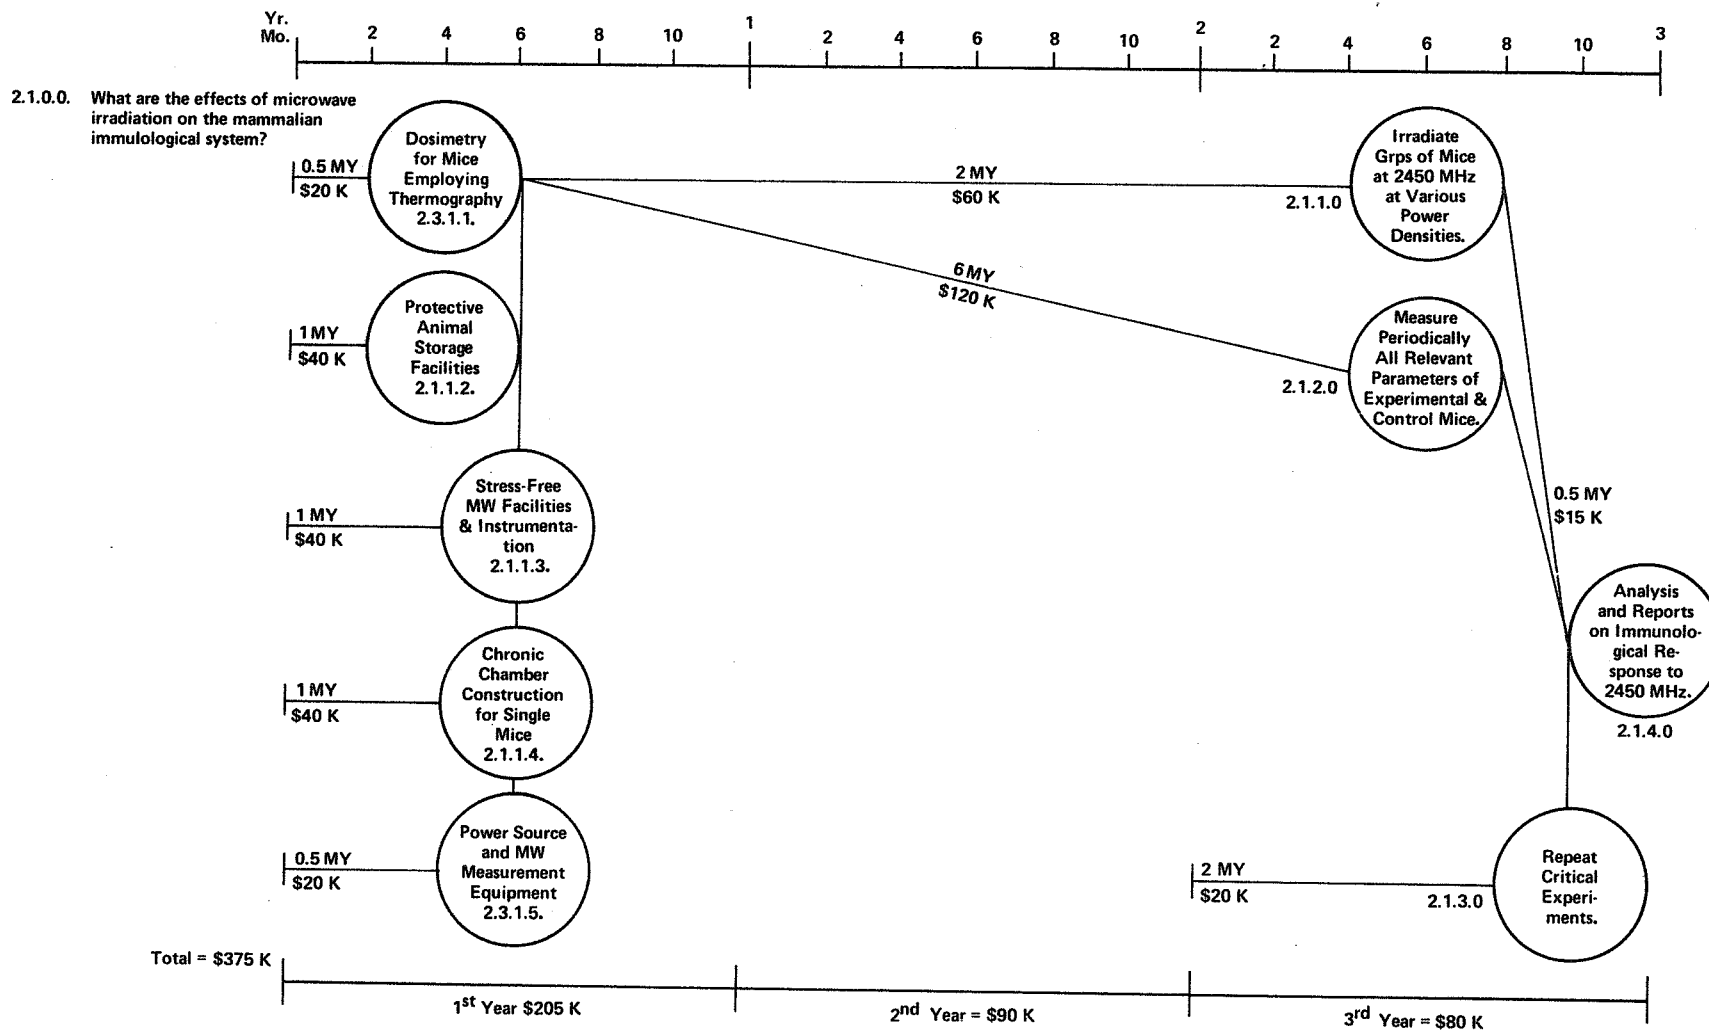 Yr.
Mo.
2 4 6 8 10 1 2 4 6 8 10 2 2 4 6 8 10 3
2.1.0.0. What are the effects of microwave
irradiation on the mammalian
immulological system?
0.5 MY
$20 K
Dosimetry
for Mice
Employing
Thermography
2.3.1.1.
2 MY
$60 K
2.1.1.0
Irradiate
Grps of Mice
at 2450 MHz
at Various
Power
Densities.
6 MY
$120 K
1 MY
$40 K
Protective
Animal
Storage
Facilities
2.1.1.2.
2.1.2.0
Measure
Periodically
All Relevant
Parameters of
Experimental &
Control Mice.
1 MY
$40 K
Stress-Free
MW Facilities
& Instrumenta-
tion
2.1.1.3.
0.5 MY
$15 K
1 MY
$40 K
Chronic
Chamber
Construction
for Single
Mice
2.1.1.4.
Analysis
and Reports
on Immunolo-
gical Re-
sponse to
2450 MHz.
2.1.4.0
0.5 MY
$20 K
Power Source
and MW
Measurement
Equipment
2.3.1.5.
2 MY
$20 K
2.1.3.0
Repeat
Critical
Experi-
ments.
Total = $375 K
1st Year $205 K
2nd Year = $90 K
3rd Year = $80 K